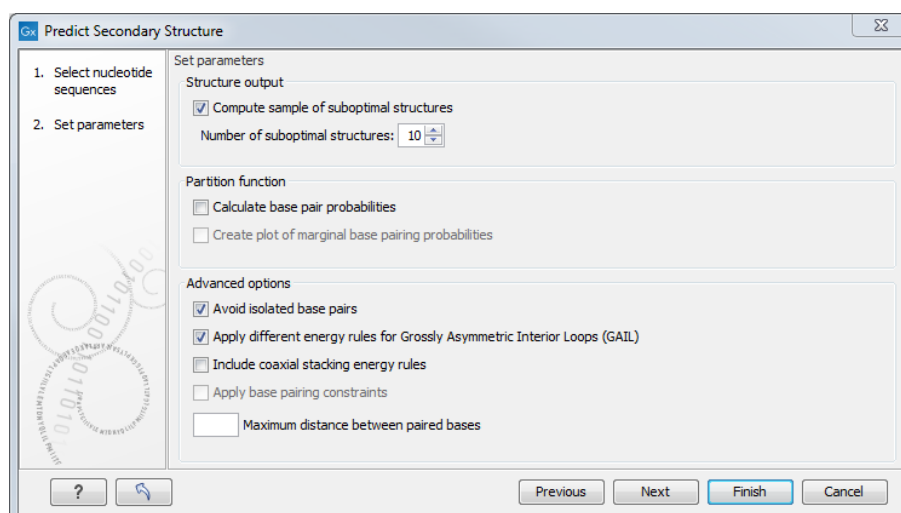 Gx Predict Secondary Structure
1. Select nucleotide
sequences
2. Set parameters
Set parameters
Structure output
Compute sample of suboptimal structures
Number of suboptimal structures: 10
Partition function
Calculate base pair probabilities
Create plot of marginal base pairing probabilities
Advanced options
Avoid isolated base pairs
Apply different energy rules for Grossly Asymmetric Interior Loops (GAIL)
Include coaxial stacking energy rules
Apply base pairing constraints
Maximum distance between paired bases
? Previous Next Finish Cancel